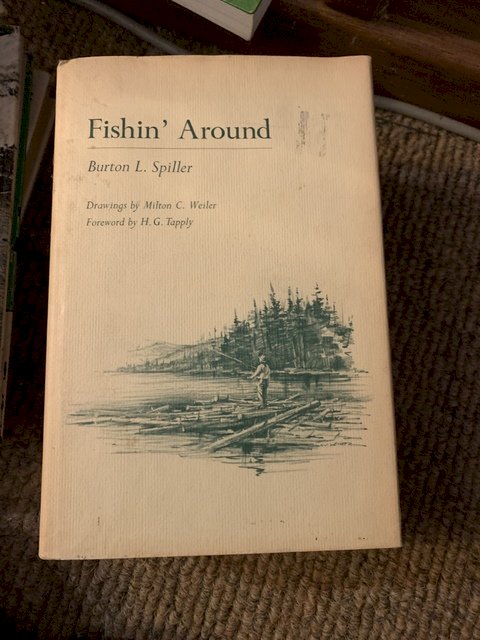 Fishin' Around
Burton L. Spiller
Drawings by Milton C. Weiler
Foreword by H. G. Tapply